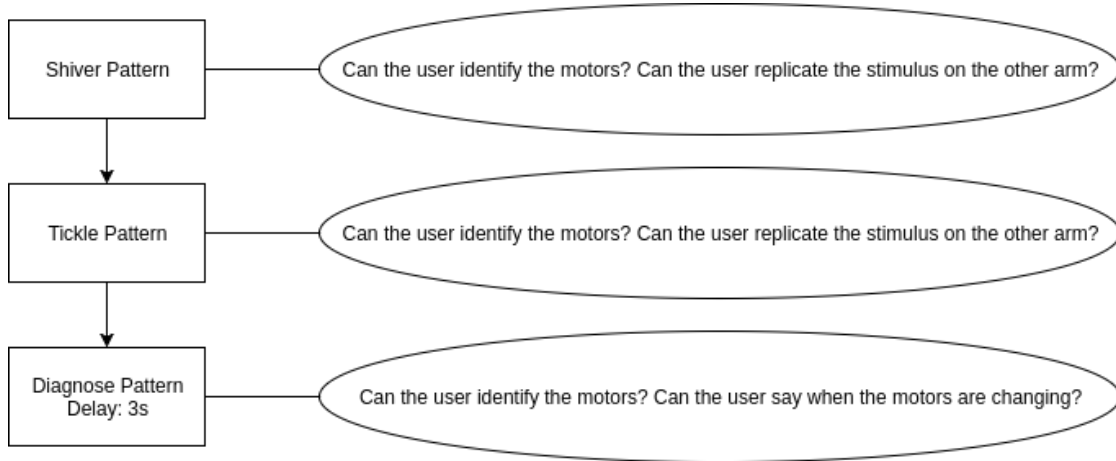 Shiver Pattern
Can the user identify the motors? Can the user replicate the stimulus on the other arm?
Tickle Pattern
Can the user identify the motors? Can the user replicate the stimulus on the other arm?
Diagnose Pattern
Delay: 3s
Can the user identify the motors? Can the user say when the motors are changing?